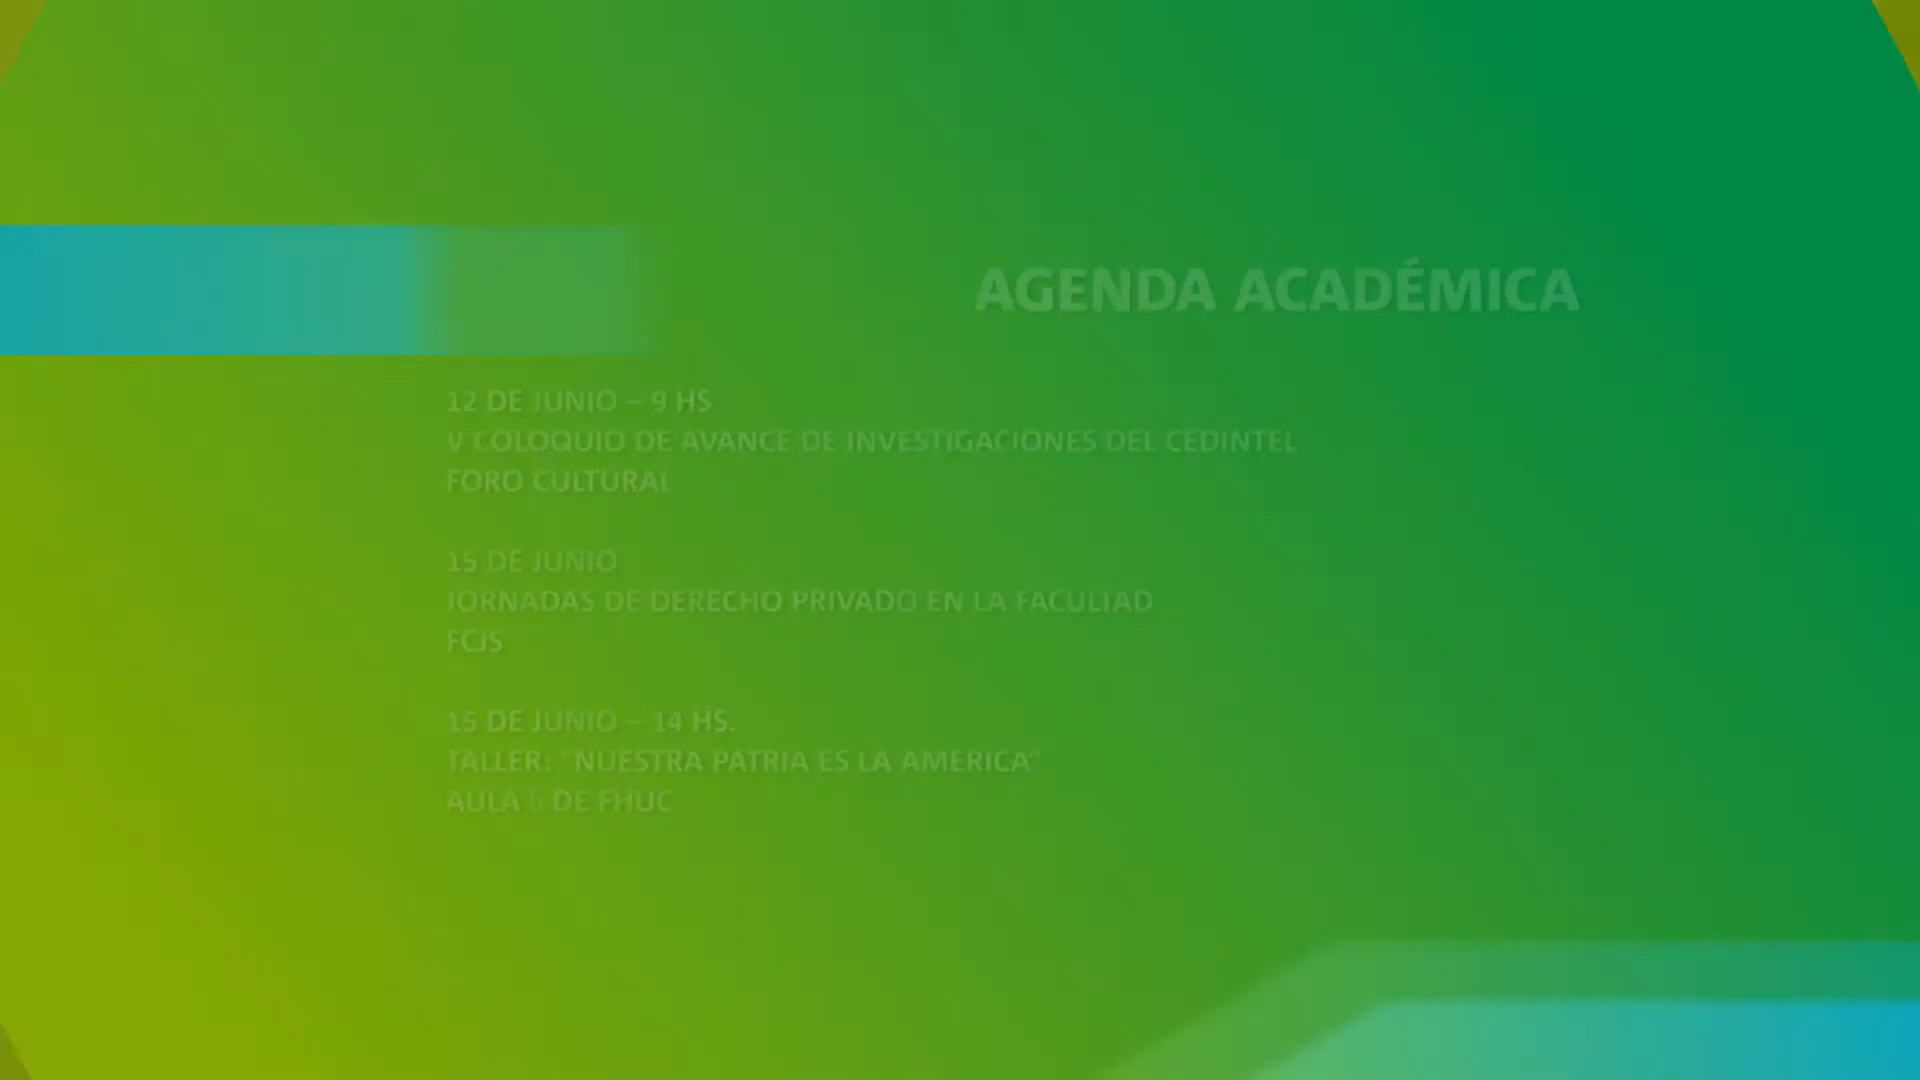 AGENDA ACADÉMICA
12 DE JUNIO – 9 HS
V COLOQUIO DE AVANCE DE INVESTIGACIONES DEL CEDINTEL
FORO CULTURAL
15 DE JUNIO
JORNADAS DE DERECHO PRIVADO EN LA FACULTAD
FCJS
15 DE JUNIO – 14 HS.
TALLER: "NUESTRA PATRIA ES LA AMERICA"
AULA 5 DE FHUC